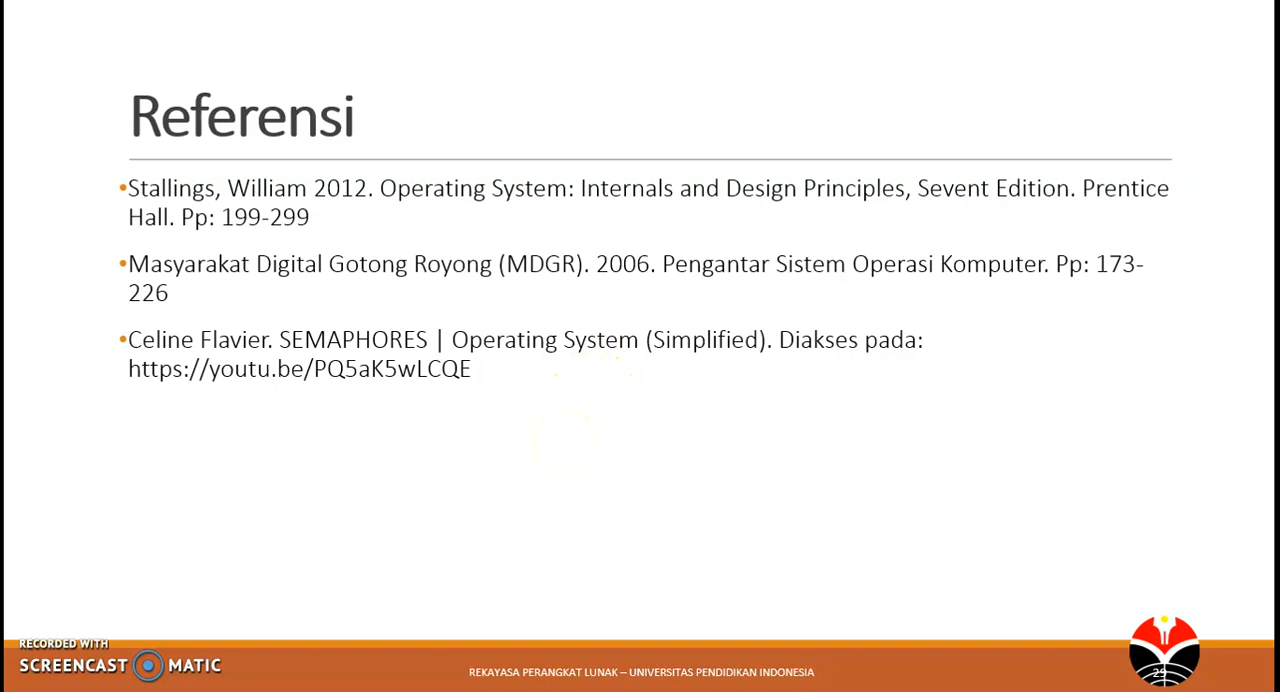 Referensi
•Stallings, William 2012. Operating System: Internals and Design Principles, Sevent Edition. Prentice
Hall. Pp: 199-299
•Masyarakat Digital Gotong Royong (MDGR). 2006. Pengantar Sistem Operasi Komputer. Pp: 173-
226
•Celine Flavier. SEMAPHORES | Operating System (Simplified). Diakses pada:
https://youtu.be/PQ5aK5wLCQE
RECORDED WITH
SCREENCAST MATIC
REKAYASA PERANGKAT LUNAK – UNIVERSITAS PENDIDIKAN INDONESIA
29